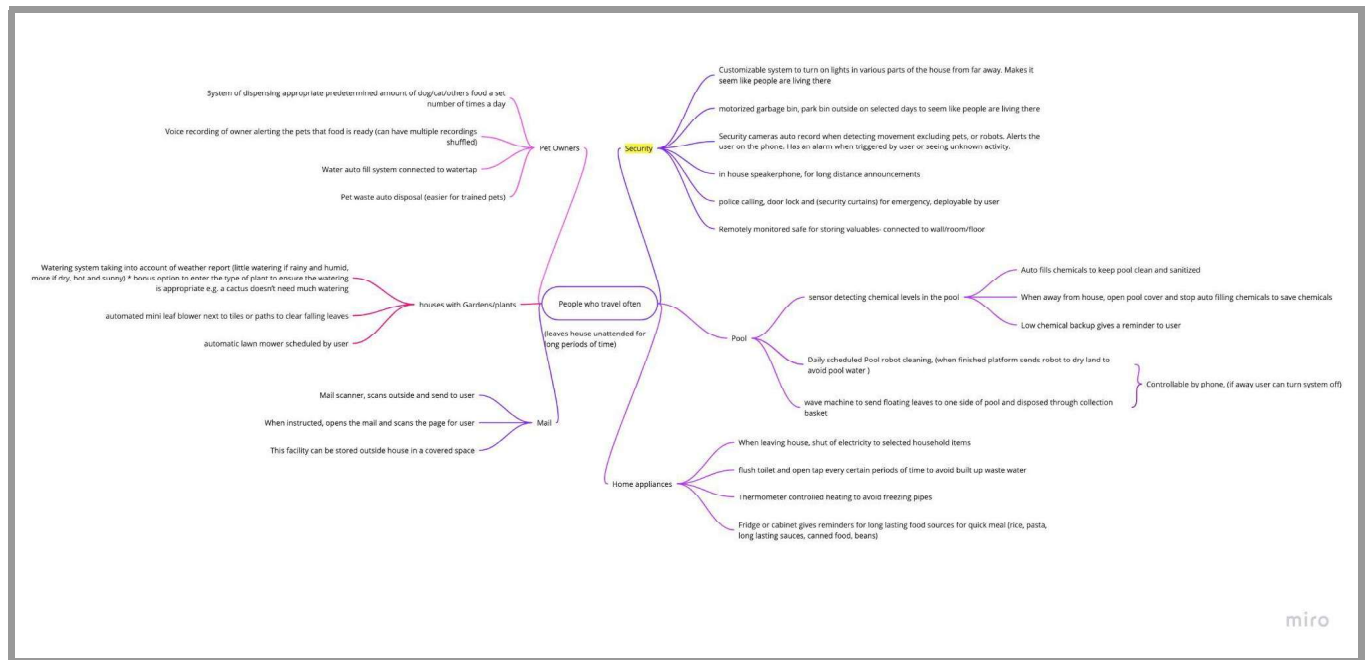 System of dispensing appropriate predetermined amount of dog/cat/others food a set
number of times a day
Voice recording of owner alerting the pets that food is ready (can have multiple recordings
shuffled)
Water auto fill system connected to watertap
Pet waste auto disposal (easier for trained pets)
Pet Owners
Watering system taking into account of weather report (little watering if rainy and humid,
more if dry, hot and sunny) * bonus option to enter the type of plant to ensure the watering
is appropriate e.g. a cactus doesn't need much watering
automated mini leaf blower next to tiles or paths to clear falling leaves
automatic lawn mower scheduled by user
houses with Gardens/plants
Mail scanner, scans outside and send to user
When instructed, opens the mail and scans the page for user
This facility can be stored outside house in a covered space
Mail
People who travel often
(leaves house unattended for
long periods of time)
Security
Customizable system to turn on lights in various parts of the house from far away. Makes it
seem like people are living there
motorized garbage bin, park bin outside on selected days to seem like people are living there
Security cameras auto record when detecting movement excluding pets, or robots. Alerts the
user on the phone. Has an alarm when triggered by user or seeing unknown activity.
in house speakerphone, for long distance announcements
police calling, door lock and (security curtains) for emergency, deployable by user
Remotely monitored safe for storing valuables- connected to wall/room/floor
Pool
sensor detecting chemical levels in the pool
Auto fills chemicals to keep pool clean and sanitized
When away from house, open pool cover and stop auto filling chemicals to save chemicals
Low chemical backup gives a reminder to user
Daily scheduled Pool robot cleaning, (when finished platform sends robot to dry land to
avoid pool water )
wave machine to send floating leaves to one side of pool and disposed through collection
basket
Controllable by phone, (if away user can turn system off)
Home appliances
When leaving house, shut of electricity to selected household items
flush toilet and open tap every certain periods of time to avoid built up waste water
Thermometer controlled heating to avoid freezing pipes
Fridge or cabinet gives reminders for long lasting food sources for quick meal (rice, pasta,
long lasting sauces, canned food, beans)
miro